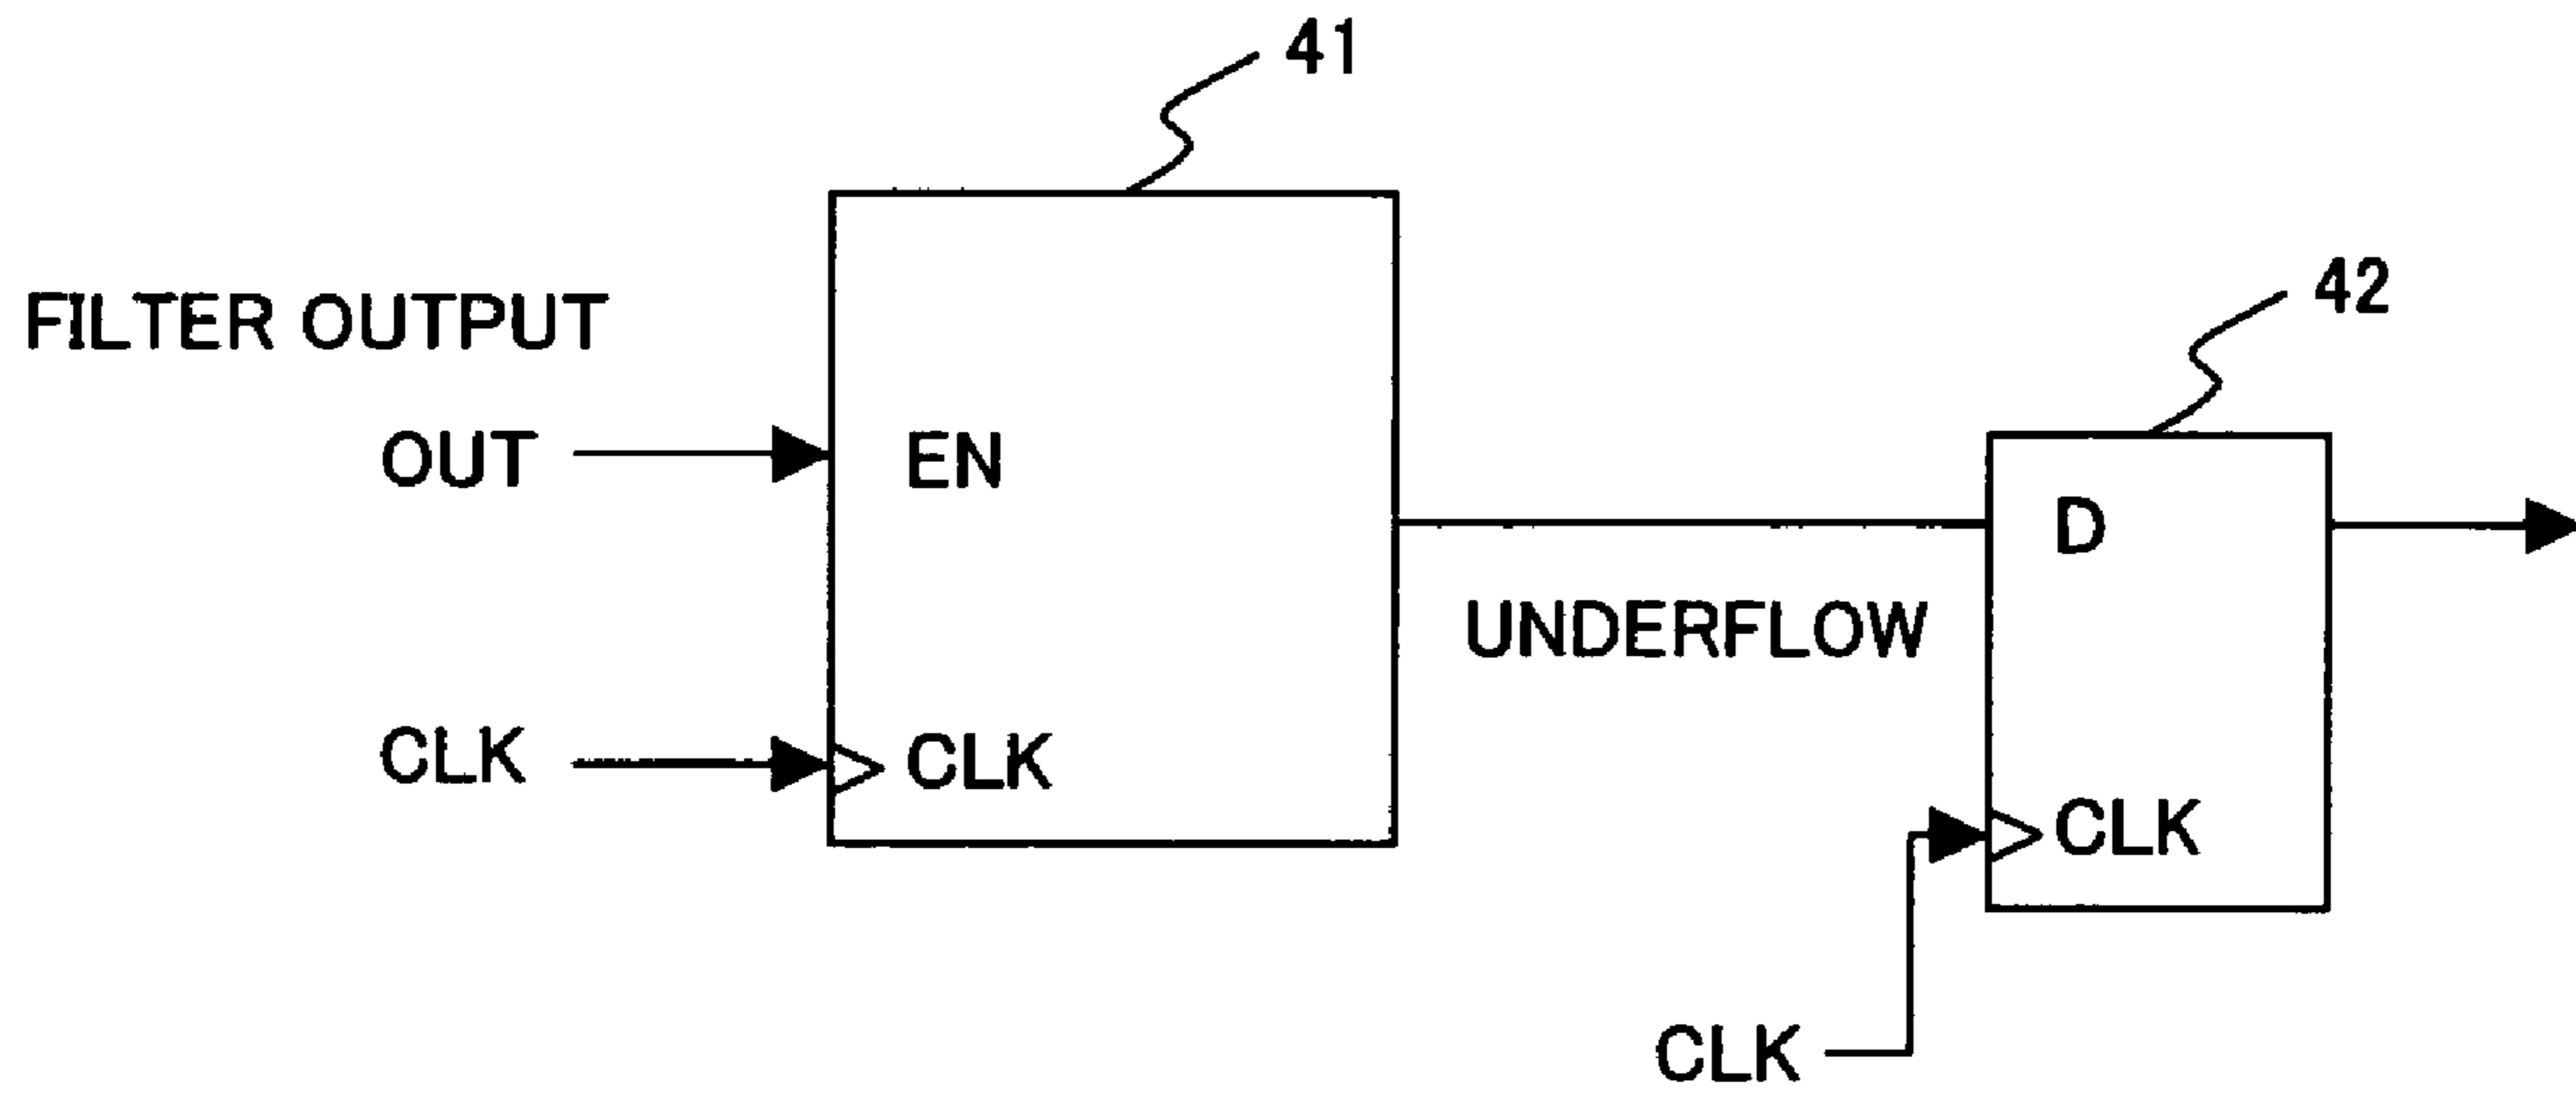 41
42
FILTER OUTPUT
OUT
EN
D
UNDERFLOW
CLK
CLK
CLK
CLK